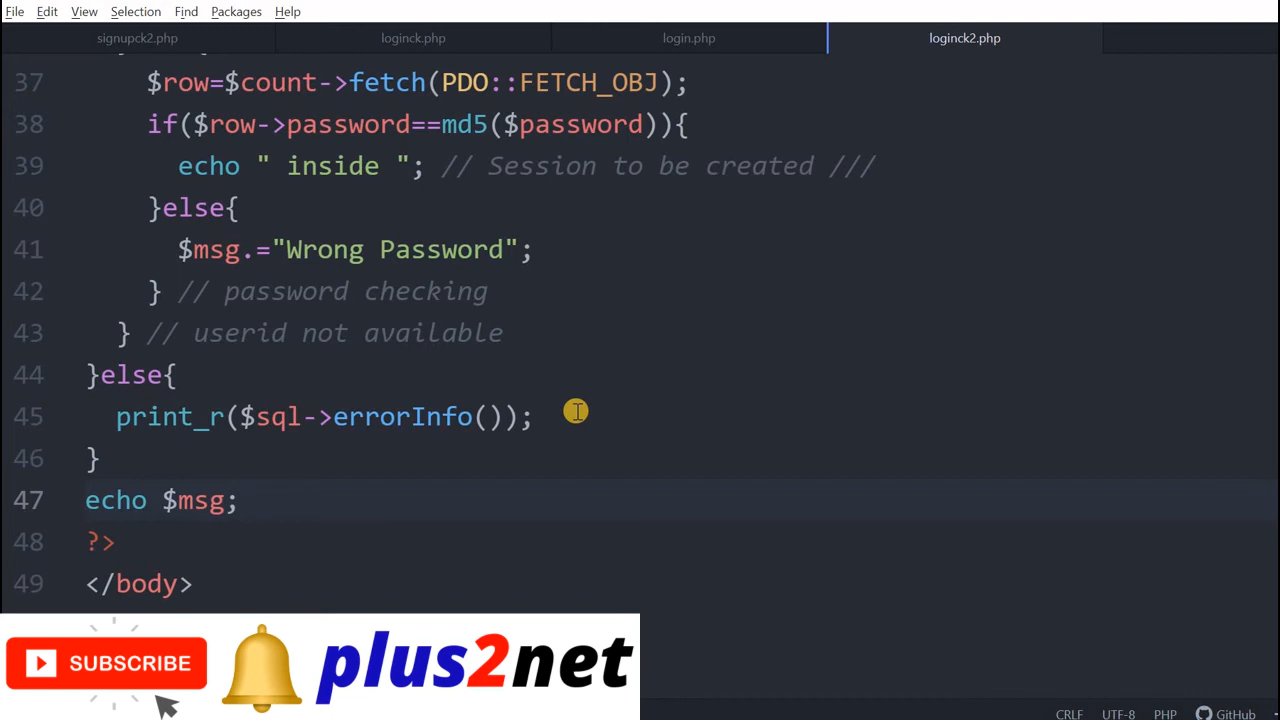 File Edit View Selection Find Packages Help
signupck2.php loginck.php login.php loginck2.php
37 $row=$count->fetch(PDO::FETCH_OBJ);
38 if($row->password==md5($password)){
39 echo " inside "; // Session to be created ///
40 }else{
41 $msg.="Wrong Password";
42 } // password checking
43 } // userid not available
44 }else{
45 print_r($sql->errorInfo());
46 }
47 echo $msg;
48 ?>
49 </body>
SUBSCRIBE plus2net
CRLF UTF-8 PHP GitHub